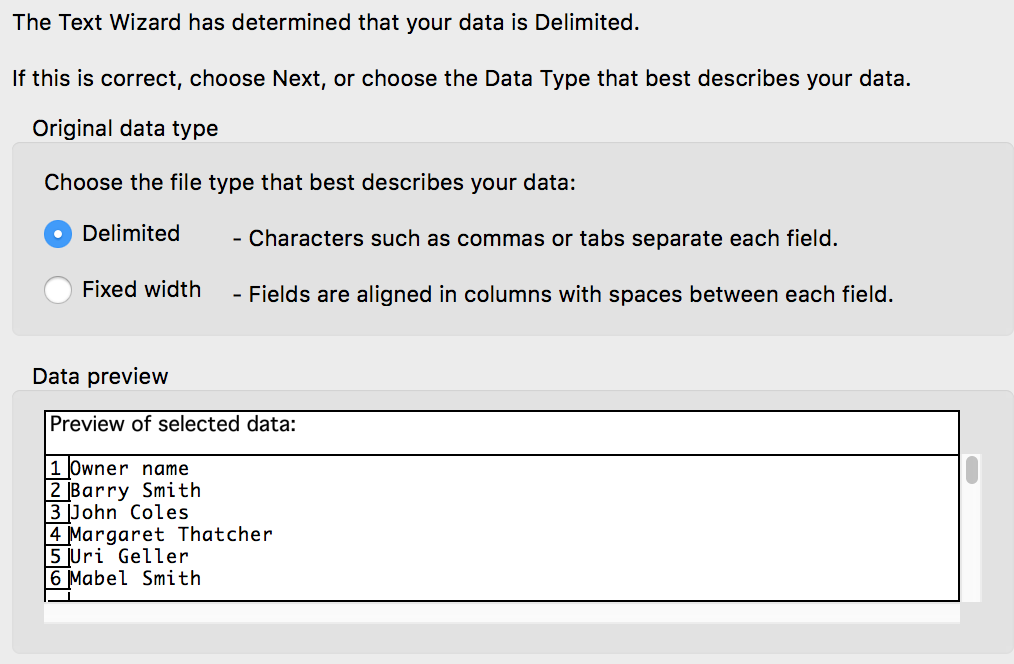 The Text Wizard has determined that your data is Delimited.
If this is correct, choose Next, or choose the Data Type that best describes your data.
Original data type
Choose the file type that best describes your data:
Delimited - Characters such as commas or tabs separate each field.
Fixed width - Fields are aligned in columns with spaces between each field.
Data preview
Preview of selected data:
1 Owner name
2 Barry Smith
3 John Coles
4 Margaret Thatcher
5 Uri Geller
6 Mabel Smith